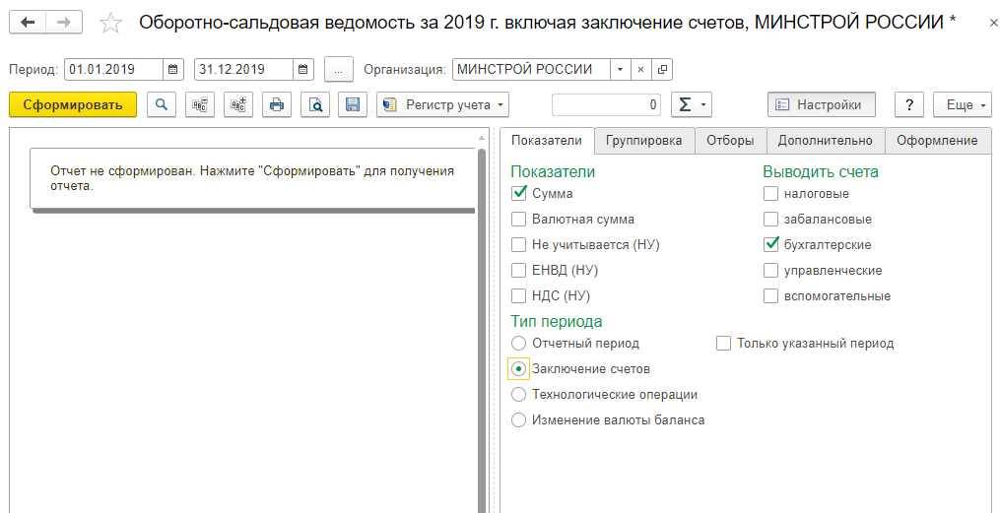 Оборотно-сальдовая ведомость за 2019 г. включая заключение счетов, МИНСТРОЙ РОССИИ *
Период: 01.01.2019 31.12.2019 ... Организация: МИНСТРОЙ РОССИИ
Сформировать Регистр учета 0 Σ Настройки ? Еще
Отчет не сформирован. Нажмите "Сформировать" для получения
отчета.
Показатели Группировка Отборы Дополнительно Оформление
Показатели Выводить счета
Сумма налоговые
Валютная сумма забалансовые
Не учитывается (НУ) бухгалтерские
ЕНВД (НУ) управленческие
НДС (НУ) вспомогательные
Тип периода
Отчетный период Только указанный период
Заключение счетов
Технологические операции
Изменение валюты баланса